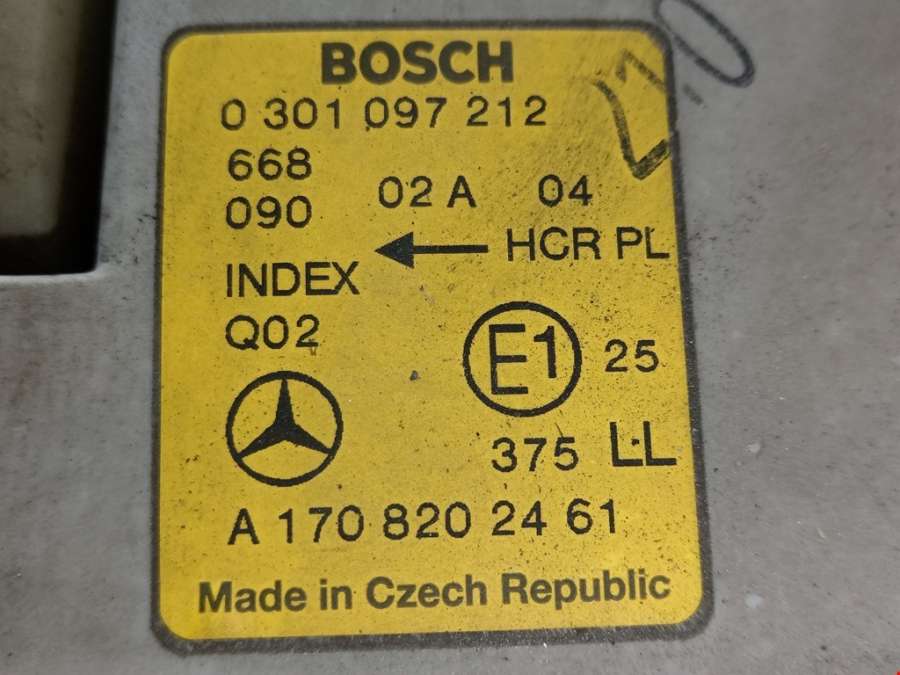 BOSCH
0 301 097 212
668
090 02 A 04
← HCR PL
INDEX
Q02
E1 25
375 L·L
A 170 820 24 61
Made in Czech Republic